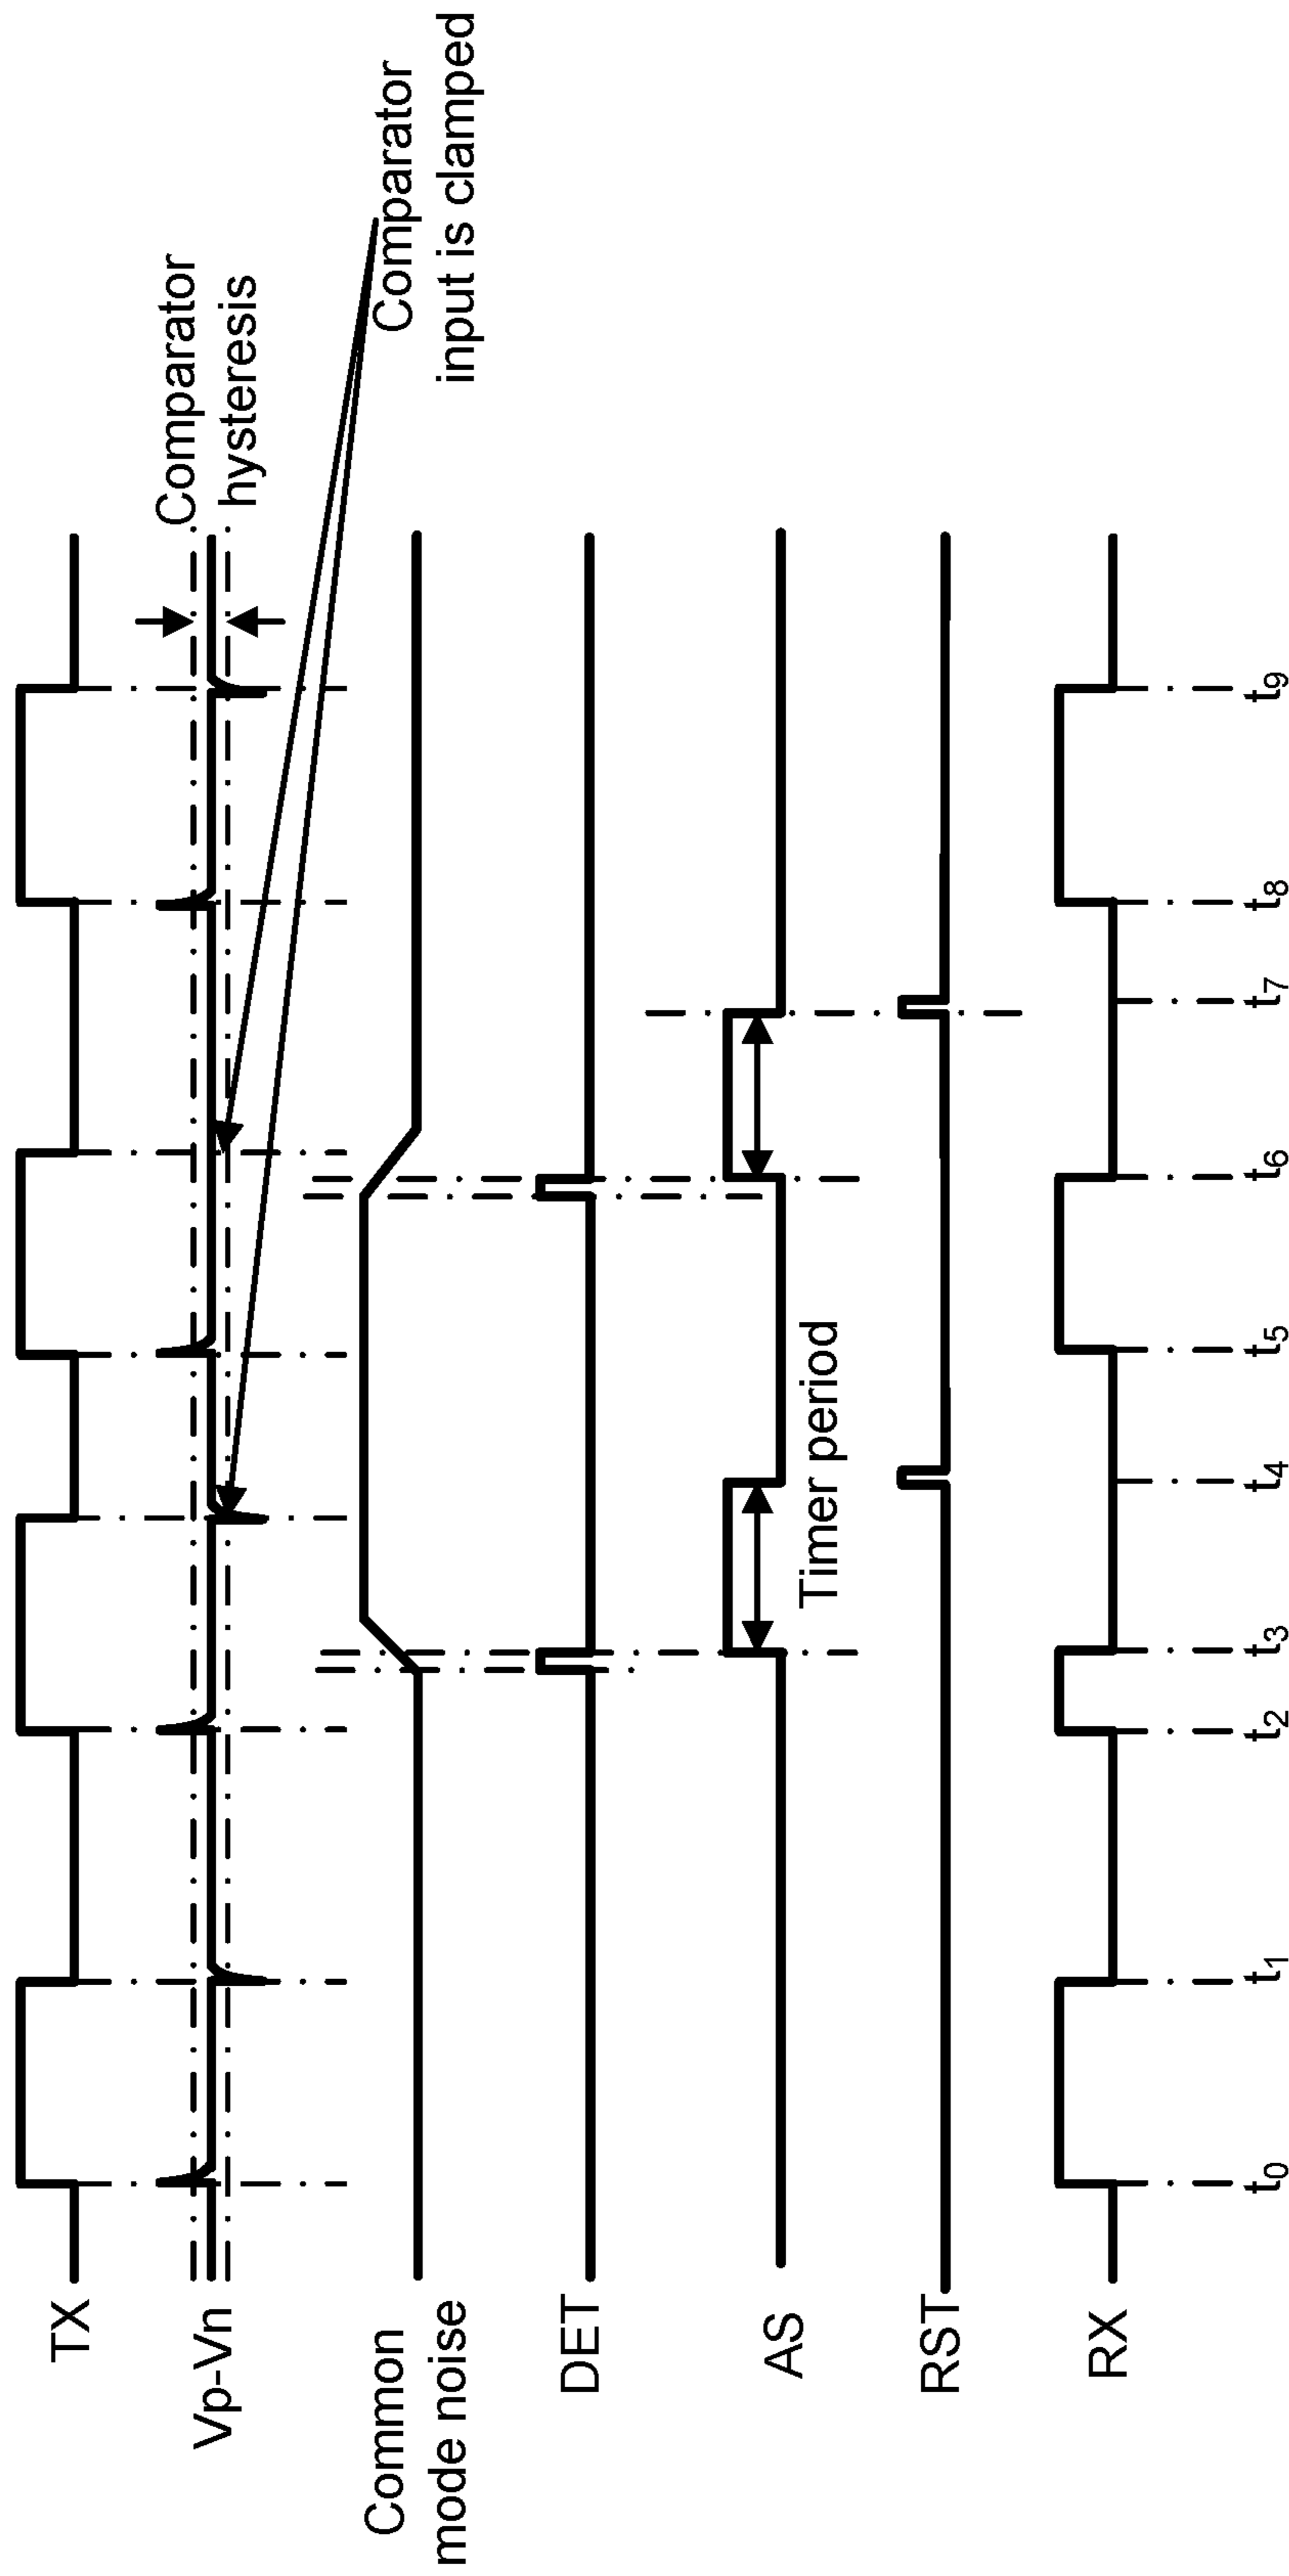 TX
Vp-Vn
Comparator
hysteresis
Common
mode noise
Comparator
input is clamped
DET
AS
Timer period
RST
RX
t0 t1 t2 t3 t4 t5 t6 t7 t8 t9